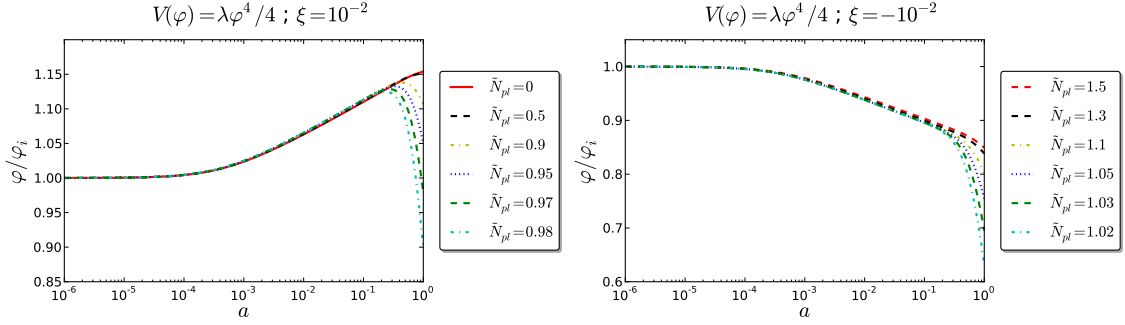 V(φ)=λφ⁴/4 ; ξ=10⁻²
φ/φᵢ
1.15
1.10
1.05
1.00
0.95
0.90
0.85
10⁻⁶ 10⁻⁵ 10⁻⁴ 10⁻³ 10⁻² 10⁻¹ 10⁰
a
Ñ_pl=0
Ñ_pl=0.5
Ñ_pl=0.9
Ñ_pl=0.95
Ñ_pl=0.97
Ñ_pl=0.98
V(φ)=λφ⁴/4 ; ξ=−10⁻²
φ/φᵢ
1.0
0.9
0.8
0.7
0.6
10⁻⁶ 10⁻⁵ 10⁻⁴ 10⁻³ 10⁻² 10⁻¹ 10⁰
a
Ñ_pl=1.5
Ñ_pl=1.3
Ñ_pl=1.1
Ñ_pl=1.05
Ñ_pl=1.03
Ñ_pl=1.02